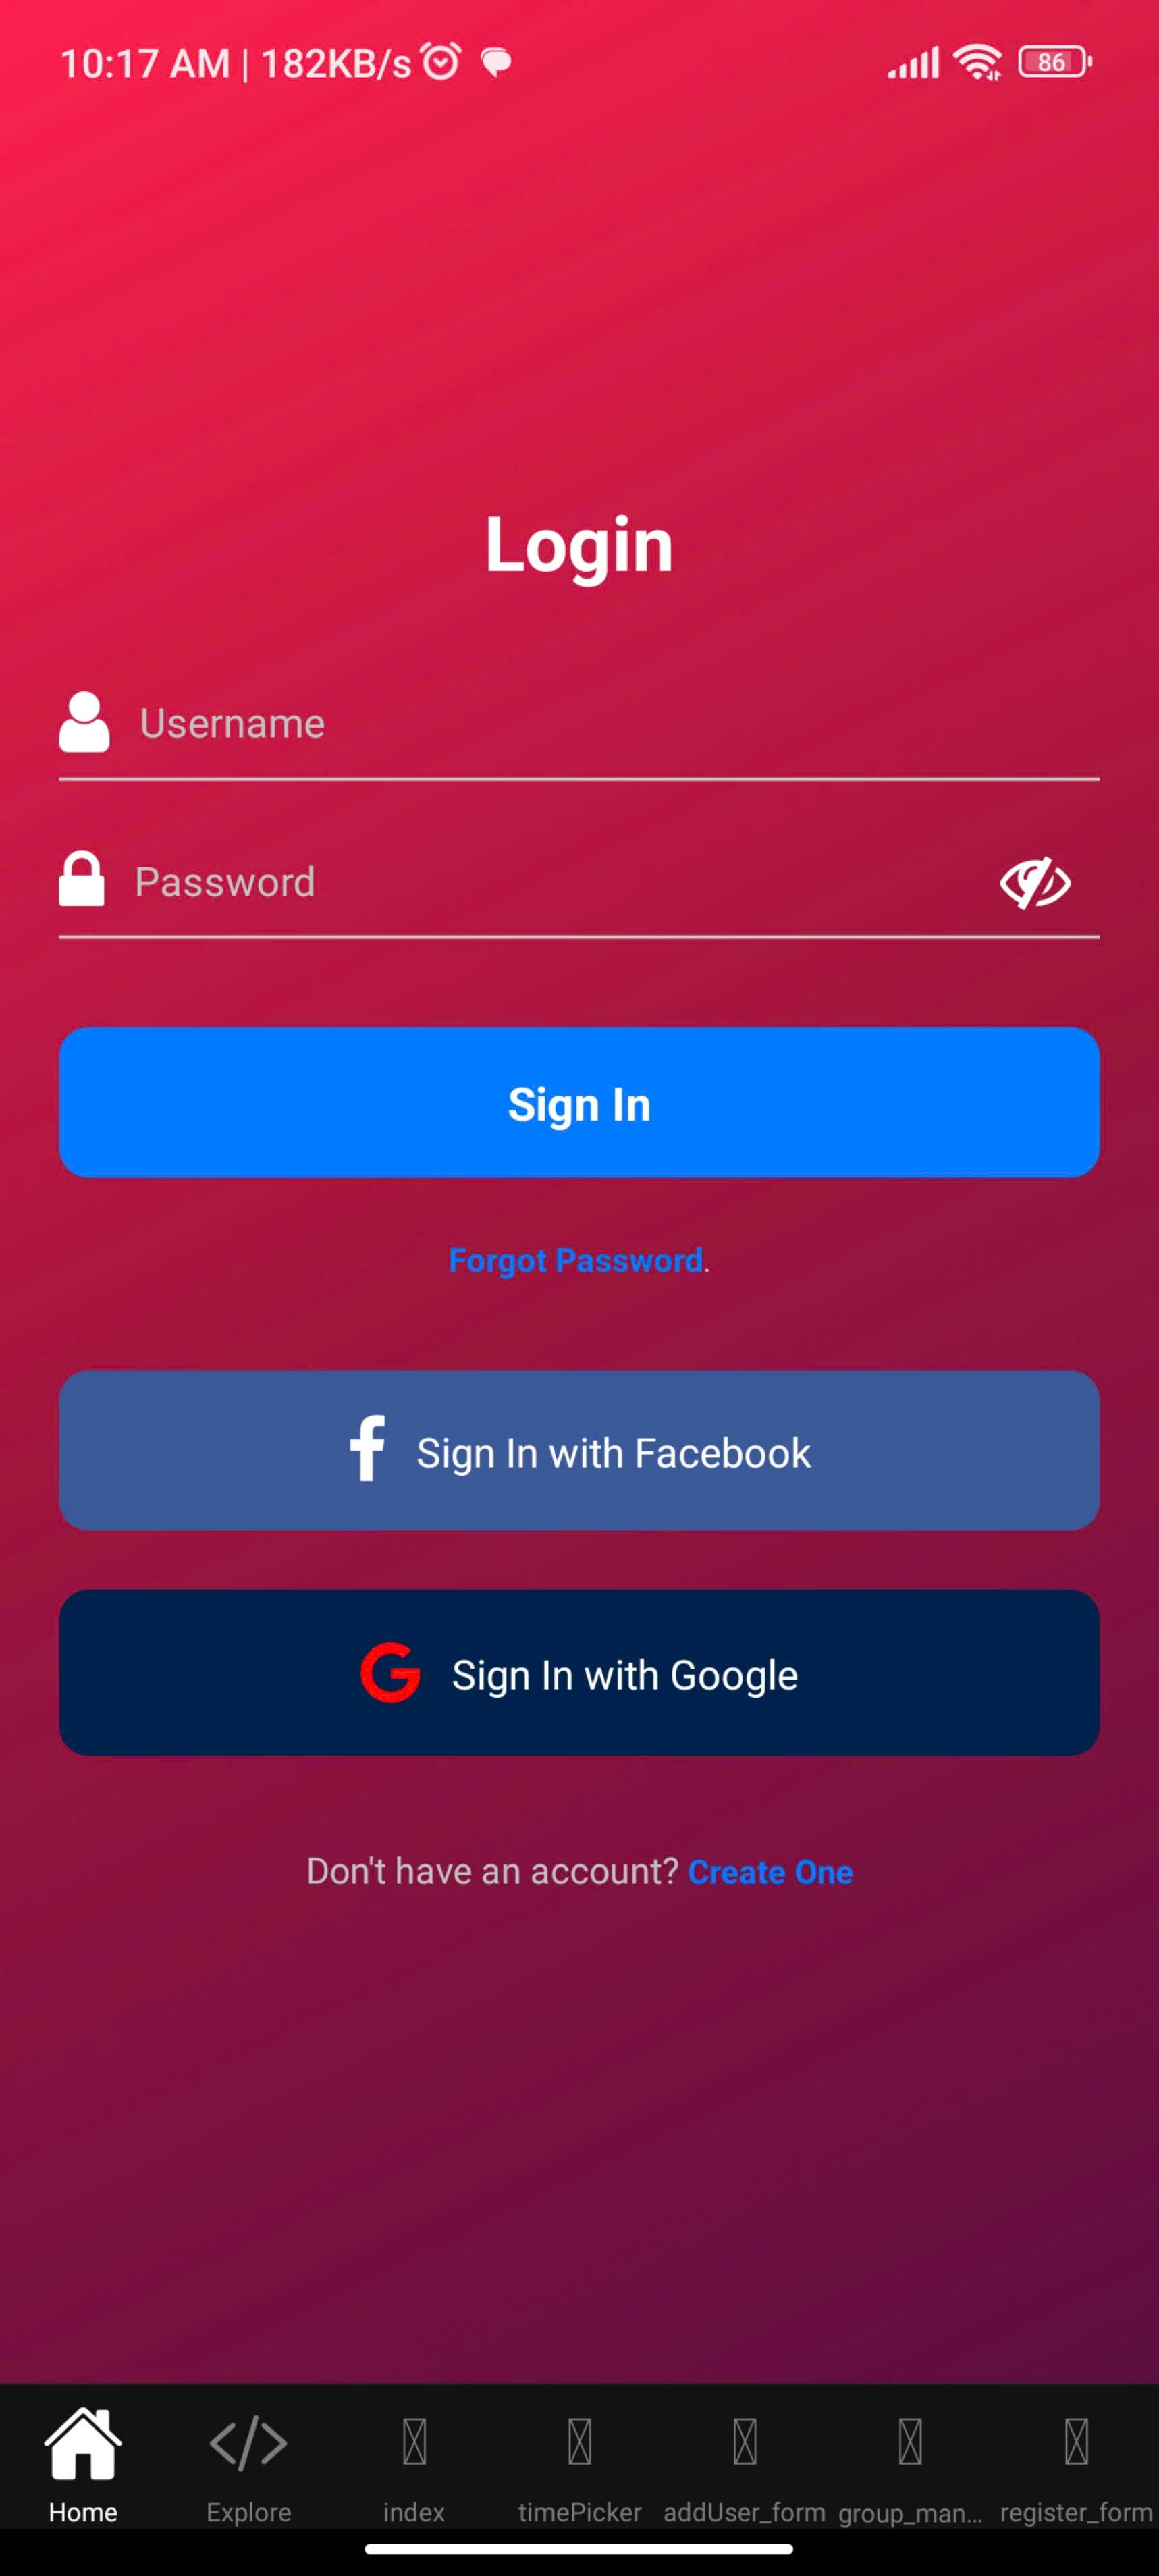 10:17 AM | 182KB/s 86
Login
Username
Password
Sign In
Forgot Password.
Sign In with Facebook
Sign In with Google
Don't have an account? Create One
Home Explore index timePicker addUser_form group_man... register_form